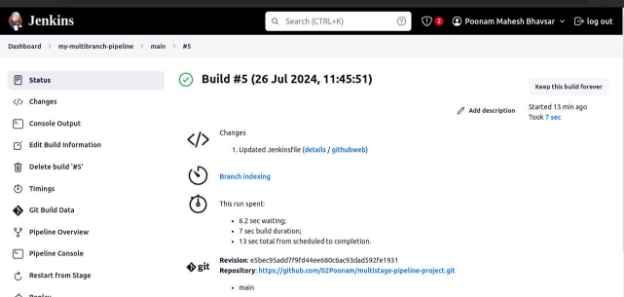 Jenkins
Search (CTRL+K)
2
Poonam Mahesh Bhavsar
log out
Dashboard > my-multibranch-pipeline > main > #5
Status
Changes
Console Output
Edit Build Information
Delete build '#5'
Timings
Git Build Data
Pipeline Overview
Pipeline Console
Restart from Stage
Replay
Build #5 (26 Jul 2024, 11:45:51)
Keep this build forever
Add description
Started 13 min ago
Took 7 sec
Changes
1. Updated Jenkinsfile (details / githubweb)
Branch indexing
This run spent:
6.2 sec waiting;
7 sec build duration;
13 sec total from scheduled to completion.
git
Revision: e5bec95add7f9fd44ee680c6ac93dad592fe1931
Repository: https://github.com/02Poonam/multistage-pipeline-project.git
main